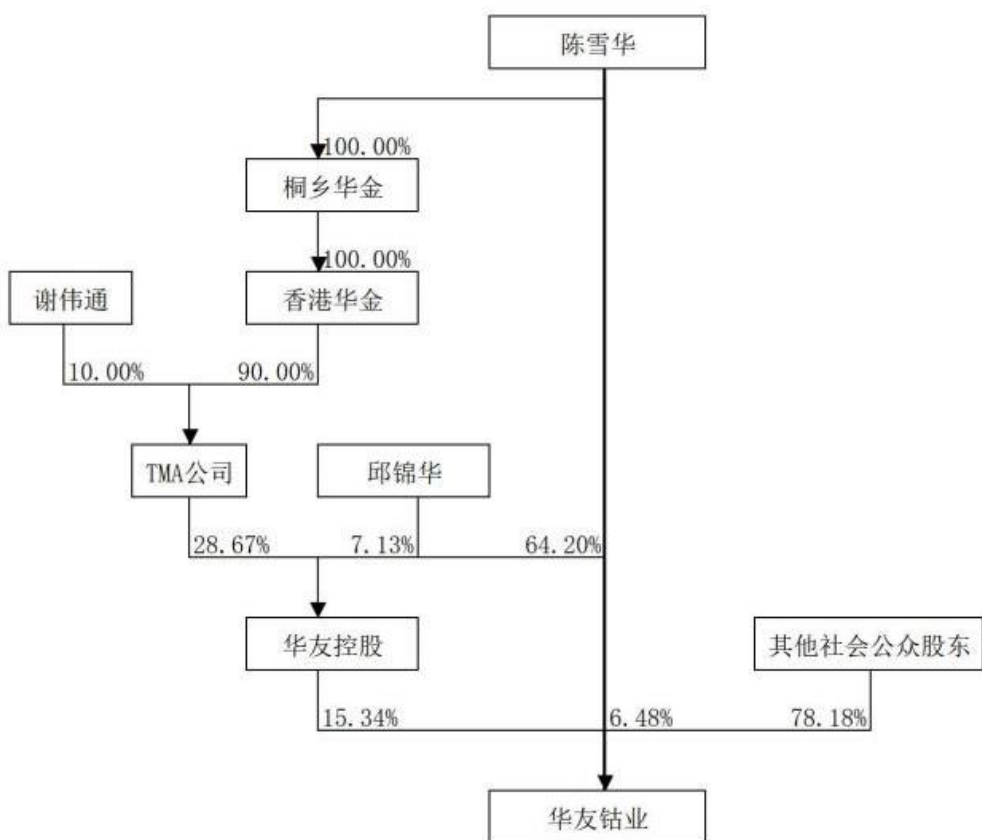 陈雪华
100.00%
桐乡华金
100.00%
谢伟通
香港华金
10.00%
90.00%
TMA公司
邱锦华
28.67%
7.13%
64.20%
华友控股
其他社会公众股东
15.34%
6.48%
78.18%
华友钴业